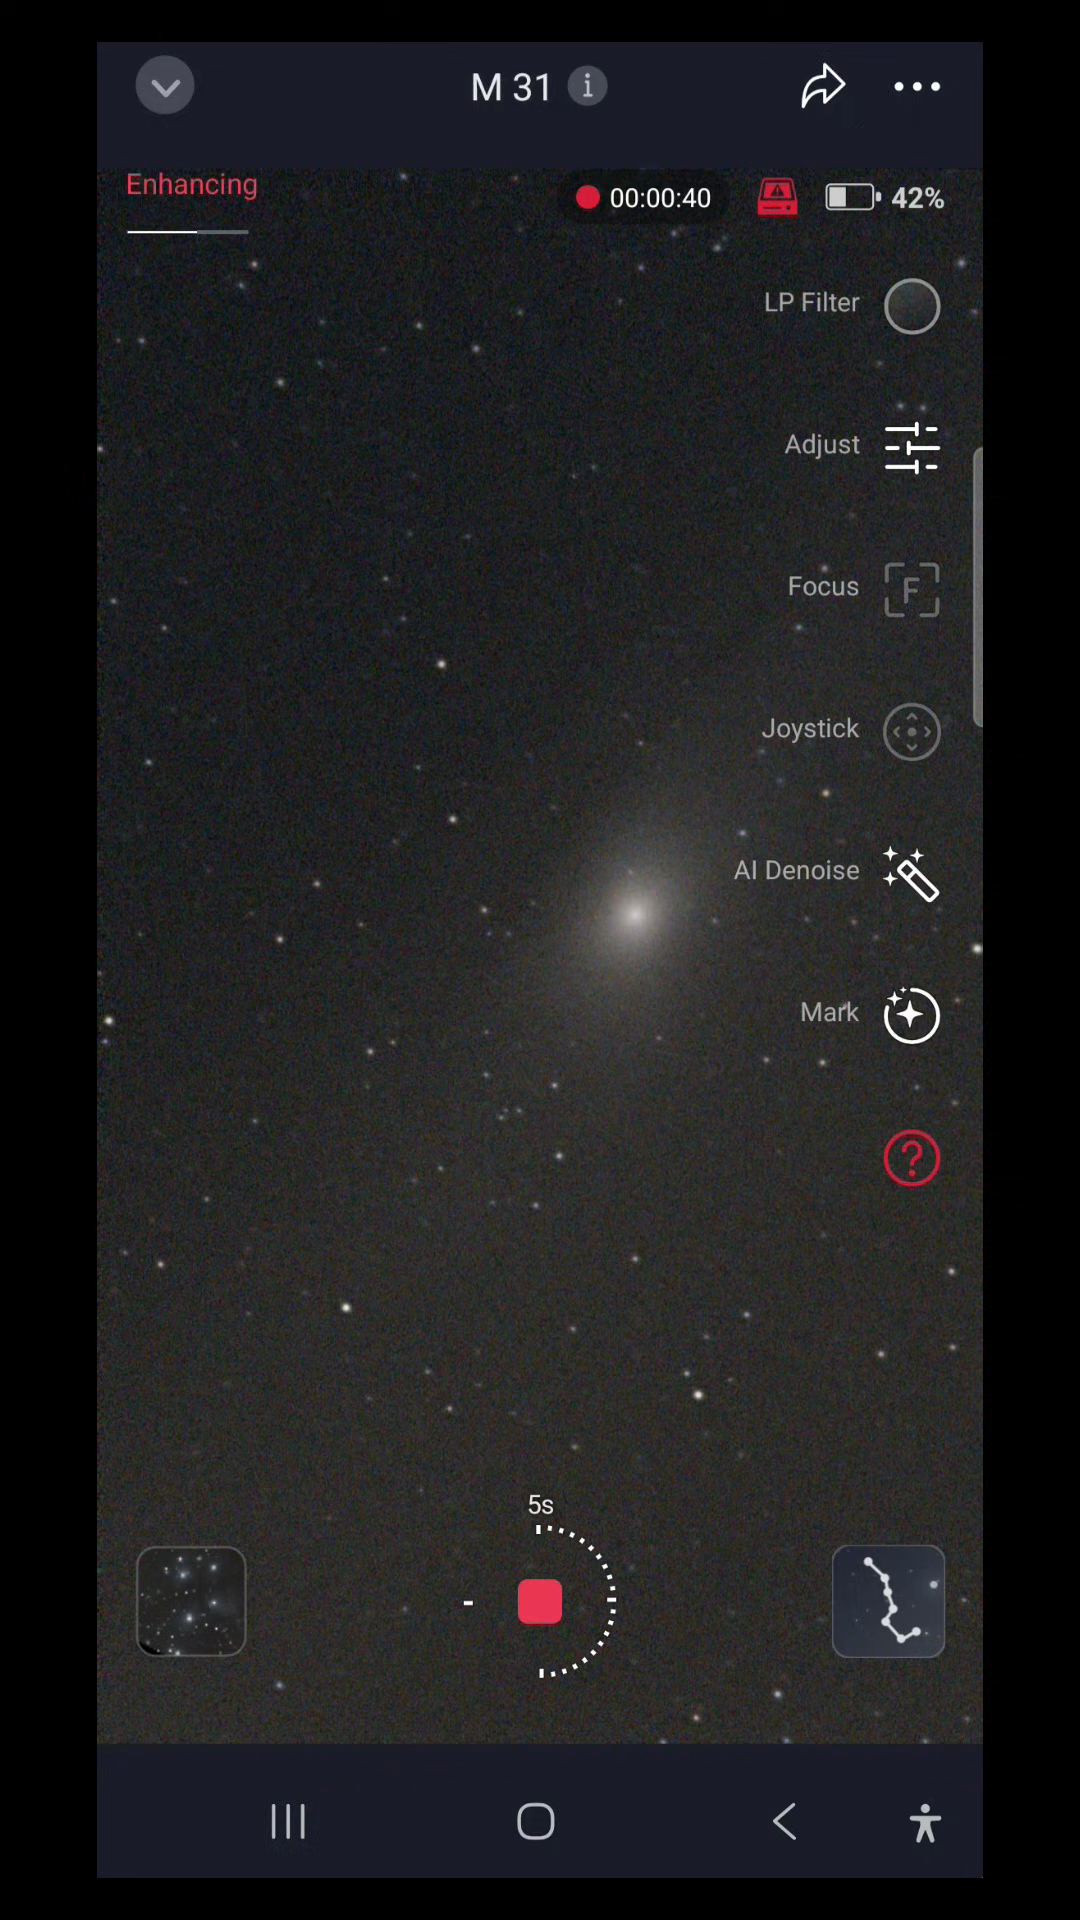 M 31
Enhancing
00:00:40
42%
LP Filter
Adjust
Focus
F
Joystick
AI Denoise
Mark
?
5s